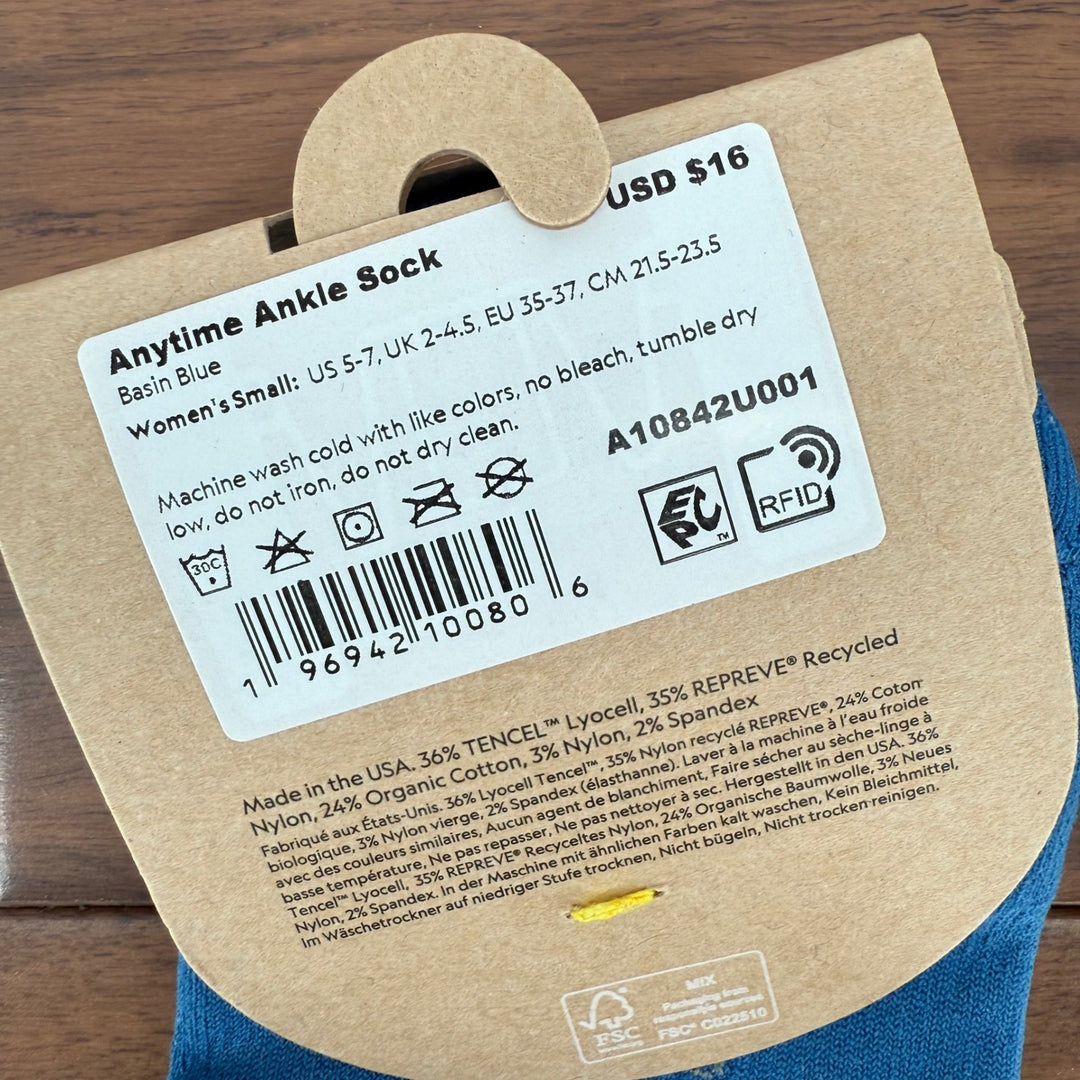 USD $16
Anytime Ankle Sock
Basin Blue
Women's Small: US 5-7, UK 2-4.5, EU 35-37, CM 21.5-23.5
Machine wash cold with like colors, no bleach, tumble dry
low, do not iron, do not dry clean.
A10842U001
30C
EPC™
RFID
1 96942 10080 6
Made in the USA. 36% TENCEL™ Lyocell, 35% REPREVE® Recycled
Nylon, 24% Organic Cotton, 3% Nylon, 2% Spandex
Fabriqué aux États-Unis. 36% Lyocell Tencel™, 35% Nylon recyclé REPREVE®, 24% Coton
biologique, 3% Nylon vierge, 2% Spandex (élasthanne). Laver à la machine à l'eau froide
avec des couleurs similaires, Aucun agent de blanchiment, Faire sécher au sèche-linge à
basse température, Ne pas repasser, Ne pas nettoyer à sec. Hergestellt in den USA. 36%
Tencel™ Lyocell, 35% REPREVE® Recyceltes Nylon, 24% Organische Baumwolle, 3% Neues
Nylon, 2% Spandex. In der Maschine mit ähnlichen Farben kalt waschen, Kein Bleichmittel,
Im Wäschetrockner auf niedriger Stufe trocknen, Nicht bügeln, Nicht trocken reinigen.
FSC
MIX
Packaging from
responsible sources
FSC® C022510